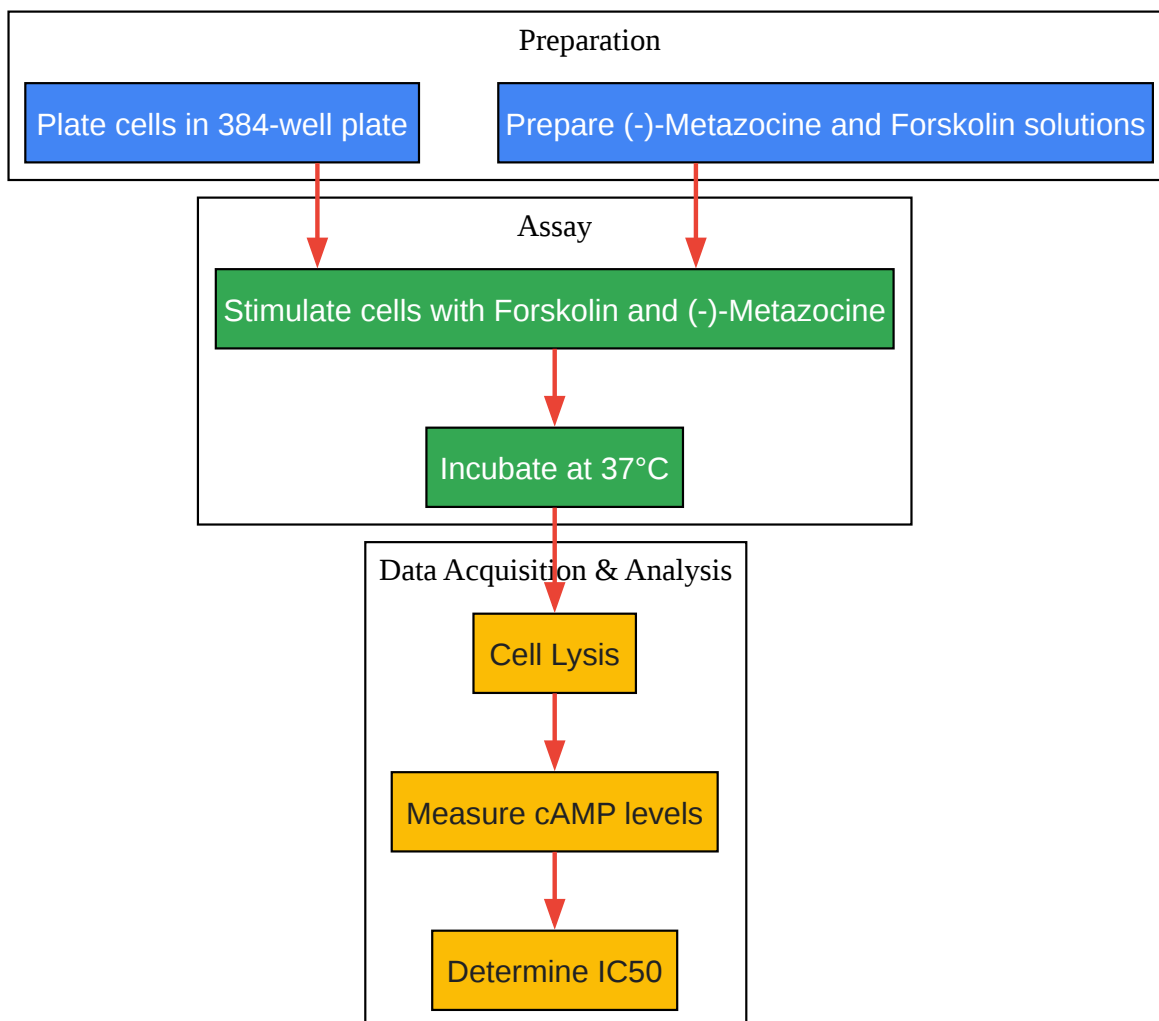 Preparation
Plate cells in 384-well plate
Prepare (-)-Metazocine and Forskolin solutions
Assay
Stimulate cells with Forskolin and (-)-Metazocine
Incubate at 37°C
Data Acquisition & Analysis
Cell Lysis
Measure cAMP levels
Determine IC50